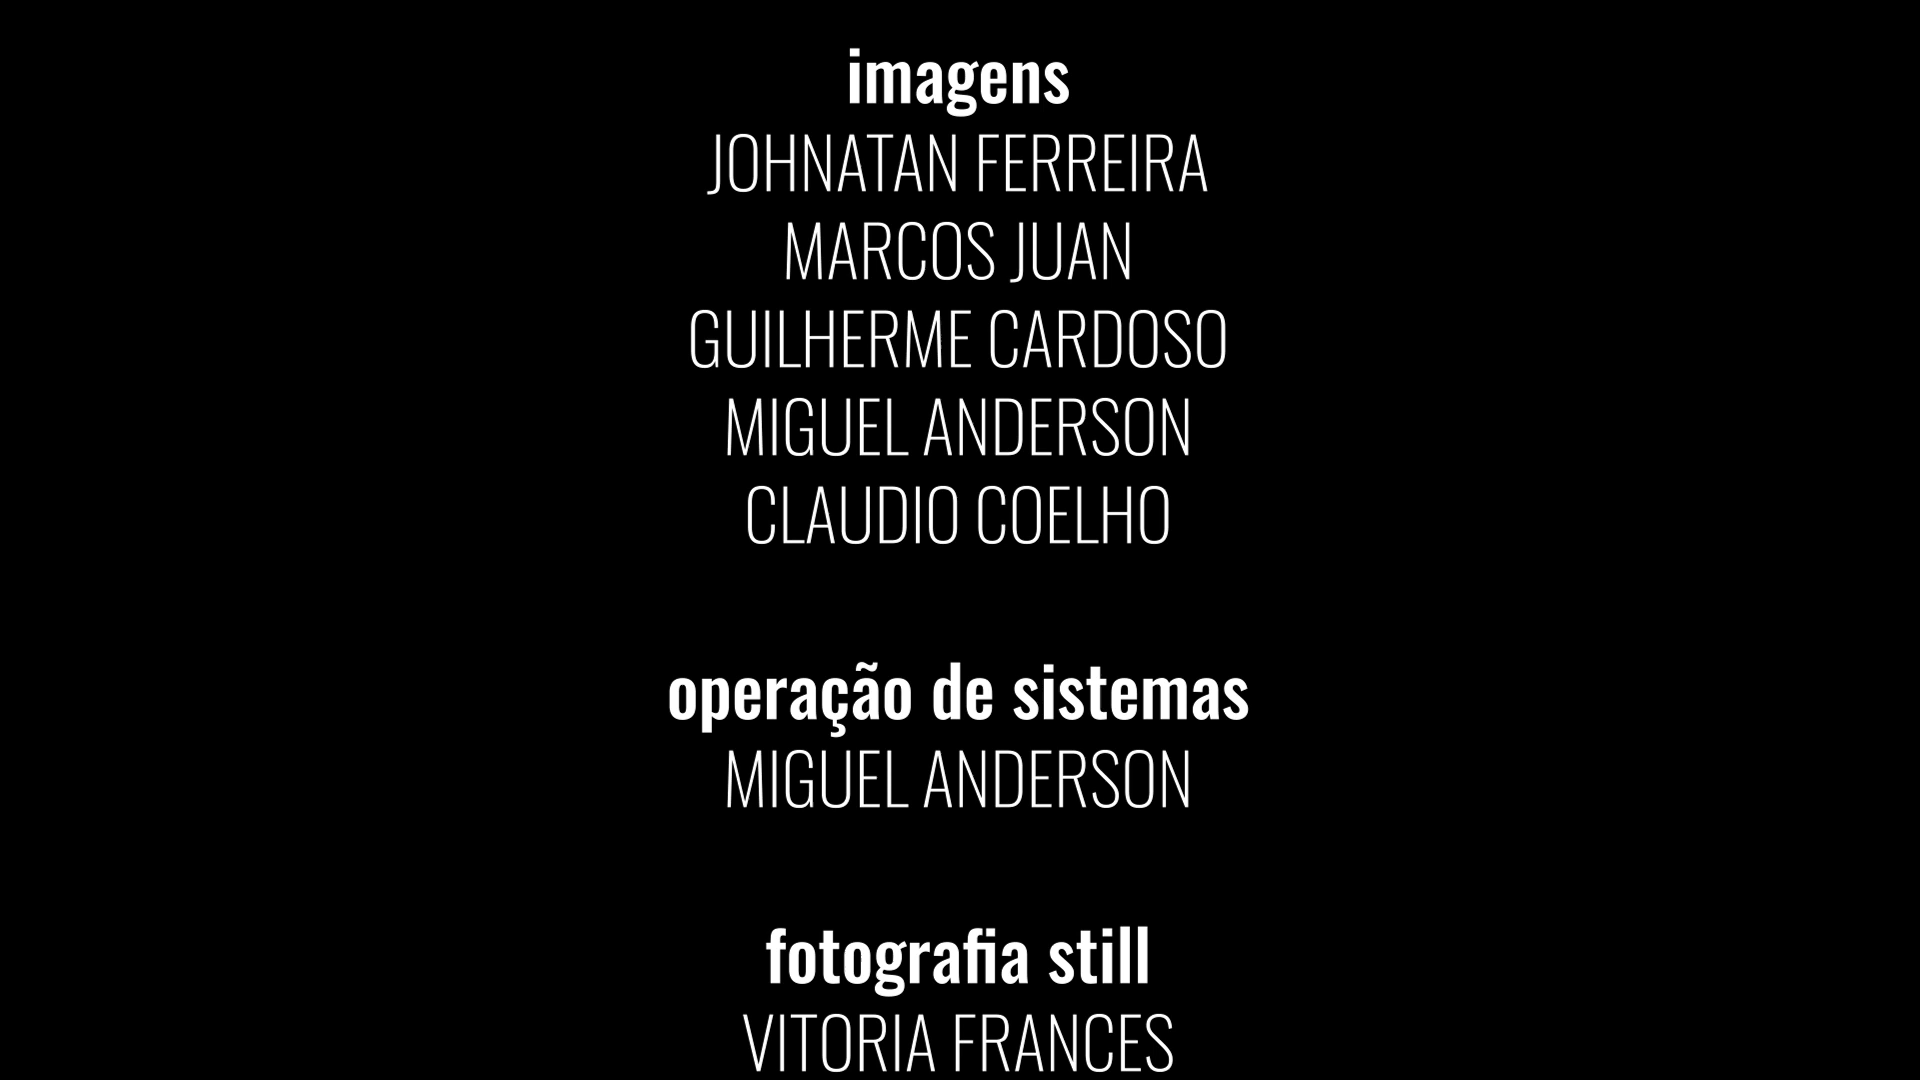 imagens
JOHNATAN FERREIRA
MARCOS JUAN
GUILHERME CARDOSO
MIGUEL ANDERSON
CLAUDIO COELHO
operação de sistemas
MIGUEL ANDERSON
fotografia still
VITORIA FRANCES